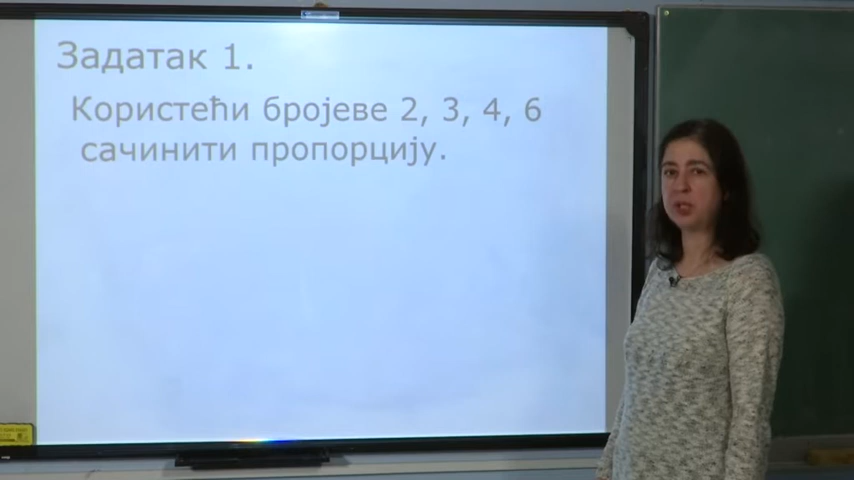 Задатак 1.
Користећи бројеве 2, 3, 4, 6
сачинити пропорцију.